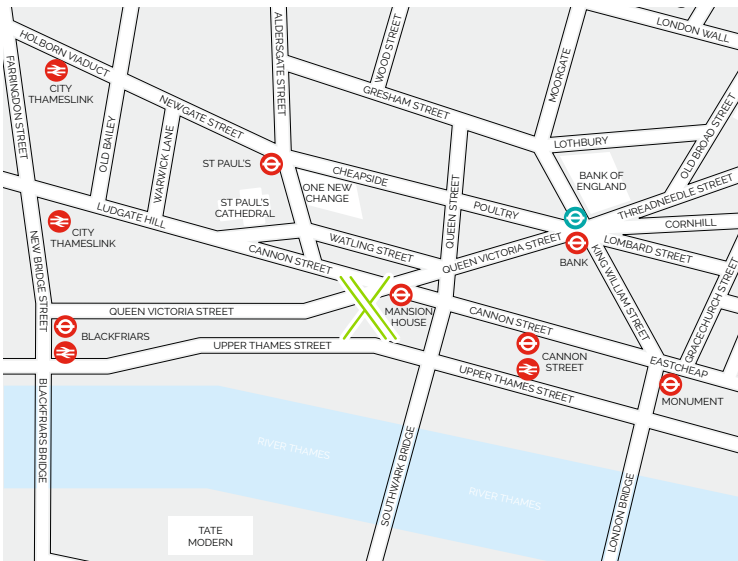 LONDON WALL
HOLBORN VIADUCT
ALDERSGATE STREET
WOOD STREET
MOORGATE
FARRINGDON STREET
CITY
THAMESLINK
GRESHAM STREET
NEWGATE STREET
OLD BAILEY
WARWICK LANE
LOTHBURY
OLD BROAD STREET
ST PAUL'S
CHEAPSIDE
BANK OF
ENGLAND
ONE NEW
CHANGE
ST PAUL'S
CATHEDRAL
POULTRY
QUEEN STREET
THREADNEEDLE STREET
LUDGATE HILL
CITY
THAMESLINK
CORNHILL
WATLING STREET
QUEEN VICTORIA STREET
LOMBARD STREET
BANK
CANNON STREET
KING WILLIAM STREET
NEW BRIDGE STREET
GRACECHURCH STREET
QUEEN VICTORIA STREET
MANSION
HOUSE
CANNON STREET
BLACKFRIARS
UPPER THAMES STREET
CANNON
STREET
EASTCHEAP
UPPER THAMES STREET
MONUMENT
BLACKFRIARS BRIDGE
RIVER THAMES
SOUTHWARK BRIDGE
RIVER THAMES
LONDON BRIDGE
TATE
MODERN